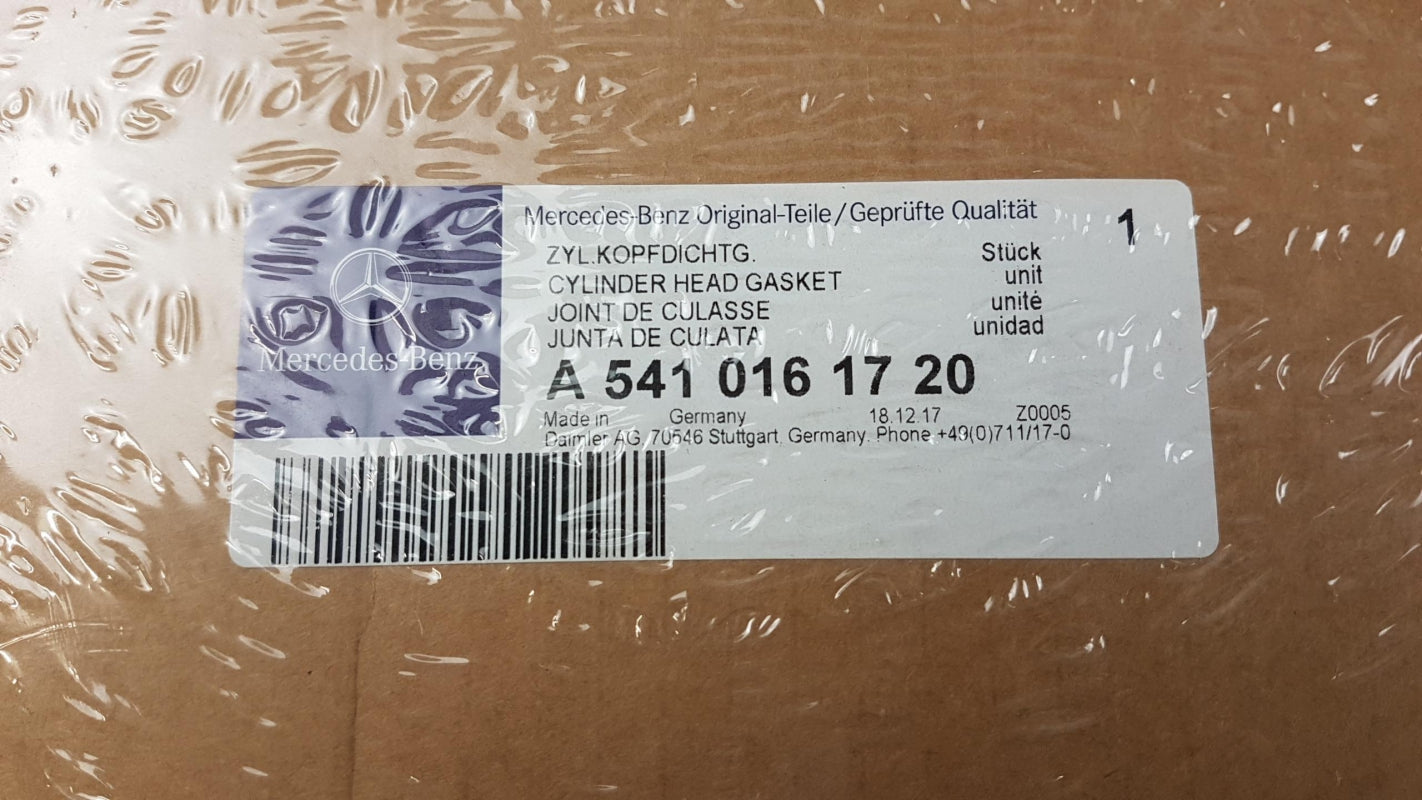 Mercedes-Benz
Mercedes-Benz Original-Teile/Geprüfte Qualität
1
ZYL.KOPFDICHTG. Stück
CYLINDER HEAD GASKET unit
JOINT DE CULASSE unité
JUNTA DE CULATA unidad
A 541 016 17 20
Made in Germany 18.12.17 Z0005
Daimler AG, 70546 Stuttgart, Germany, Phone +49(0)711/17-0